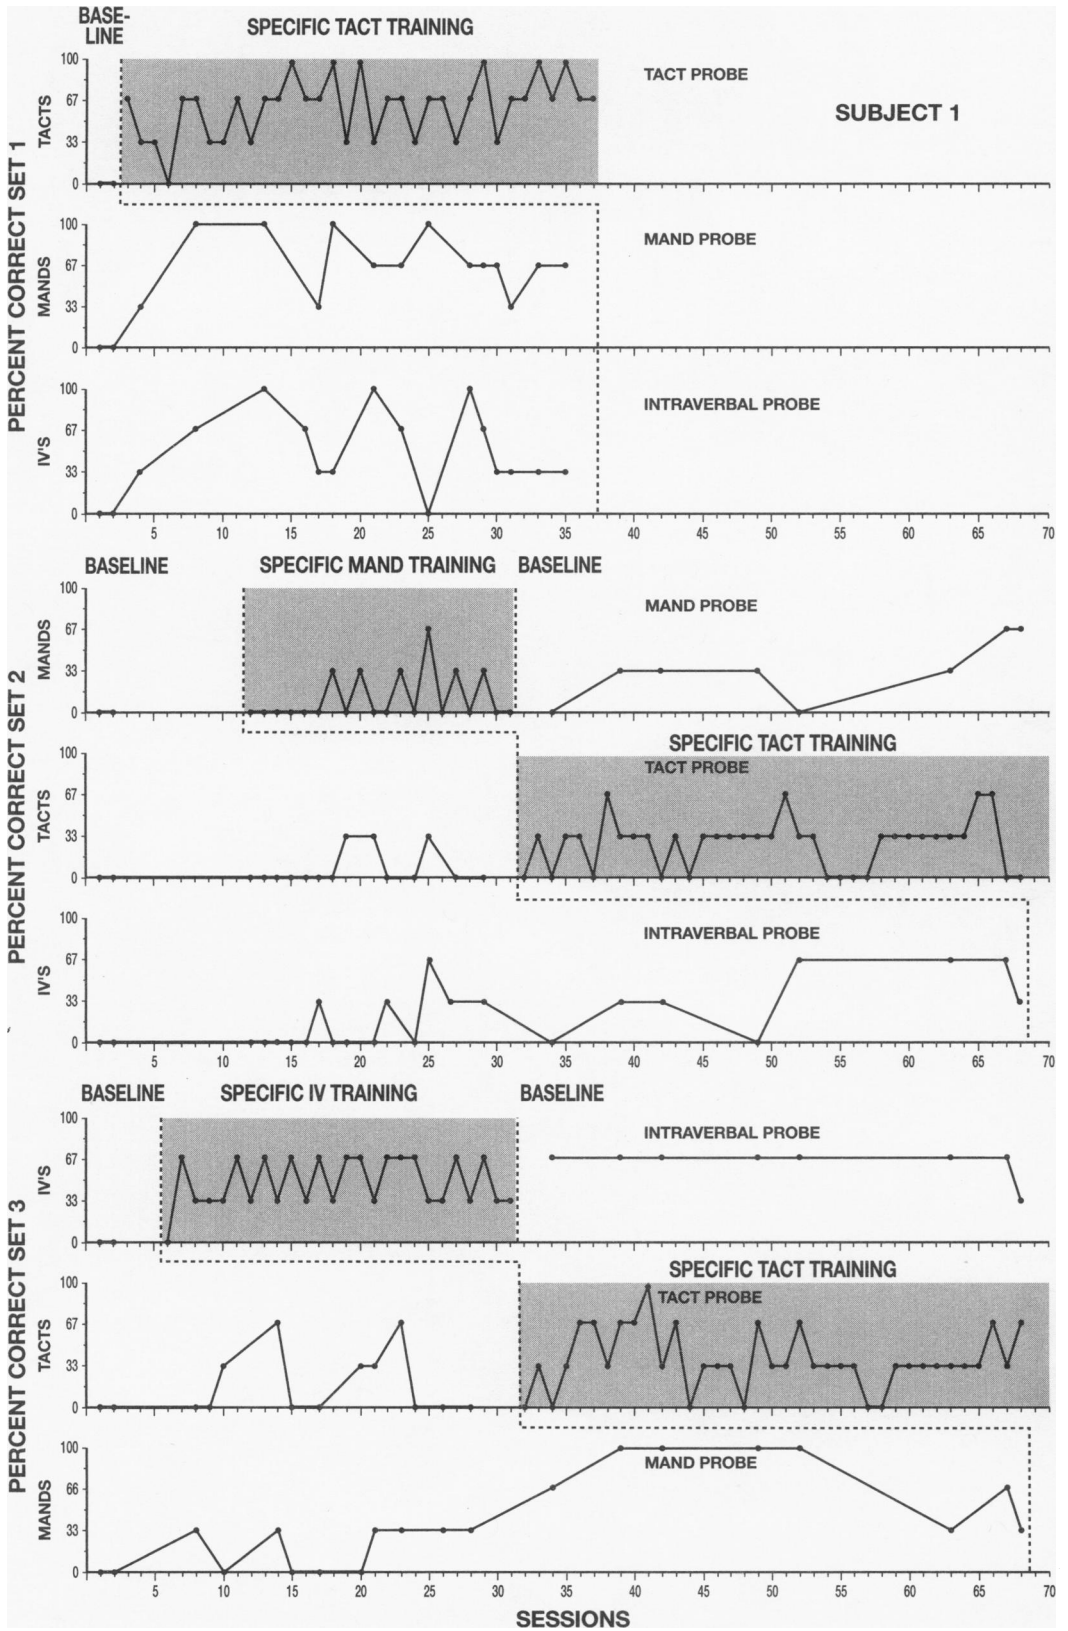 BASE-
LINE
SPECIFIC TACT TRAINING
PERCENT CORRECT SET 1
TACTS
100
67
33
0
TACT PROBE
SUBJECT 1
MANDS
100
67
33
0
MAND PROBE
IV'S
100
67
33
0
INTRAVERBAL PROBE
5 10 15 20 25 30 35 40 45 50 55 60 65 70
BASELINE SPECIFIC MAND TRAINING BASELINE
PERCENT CORRECT SET 2
MANDS
100
67
33
0
MAND PROBE
SPECIFIC TACT TRAINING
TACTS
100
67
33
0
TACT PROBE
IV'S
100
67
33
0
INTRAVERBAL PROBE
5 10 15 20 25 30 35 40 45 50 55 60 65 70
BASELINE SPECIFIC IV TRAINING BASELINE
PERCENT CORRECT SET 3
IV'S
100
67
33
0
INTRAVERBAL PROBE
SPECIFIC TACT TRAINING
TACTS
100
67
33
0
TACT PROBE
MANDS
100
66
33
0
MAND PROBE
5 10 15 20 25 30 35 40 45 50 55 60 65 70
SESSIONS